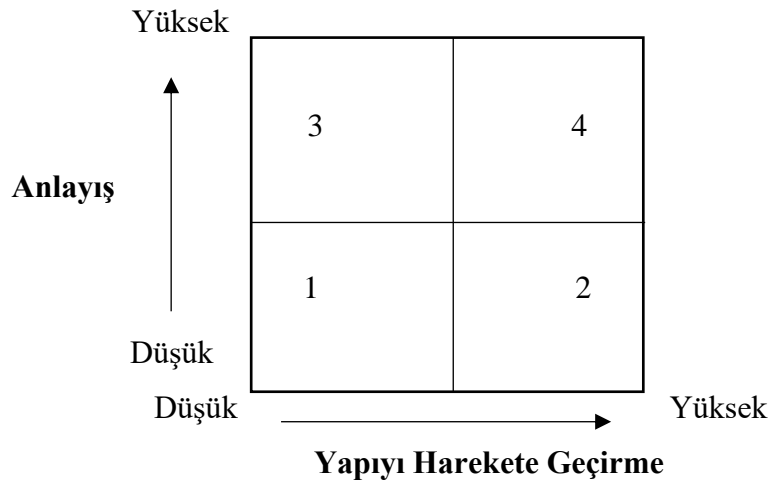 Yüksek
3 4
Anlayış
1 2
Düşük
Düşük Yüksek
Yapıyı Harekete Geçirme